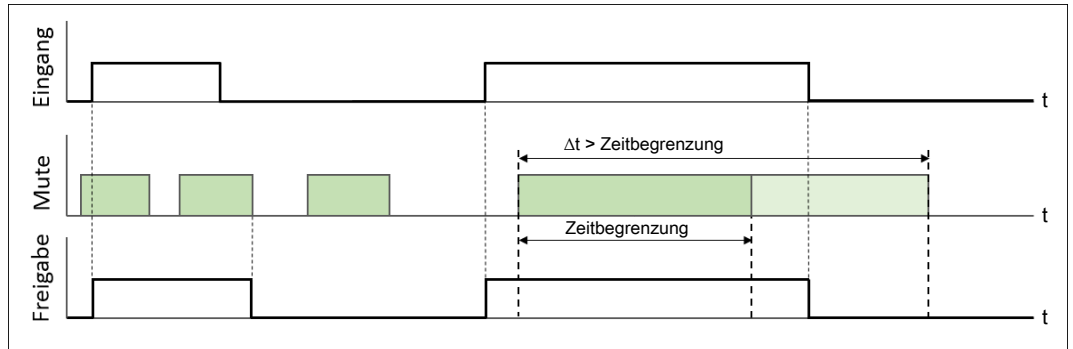 Eingang
t
Δt > Zeitbegrenzung
Mute
t
Zeitbegrenzung
Freigabe
t